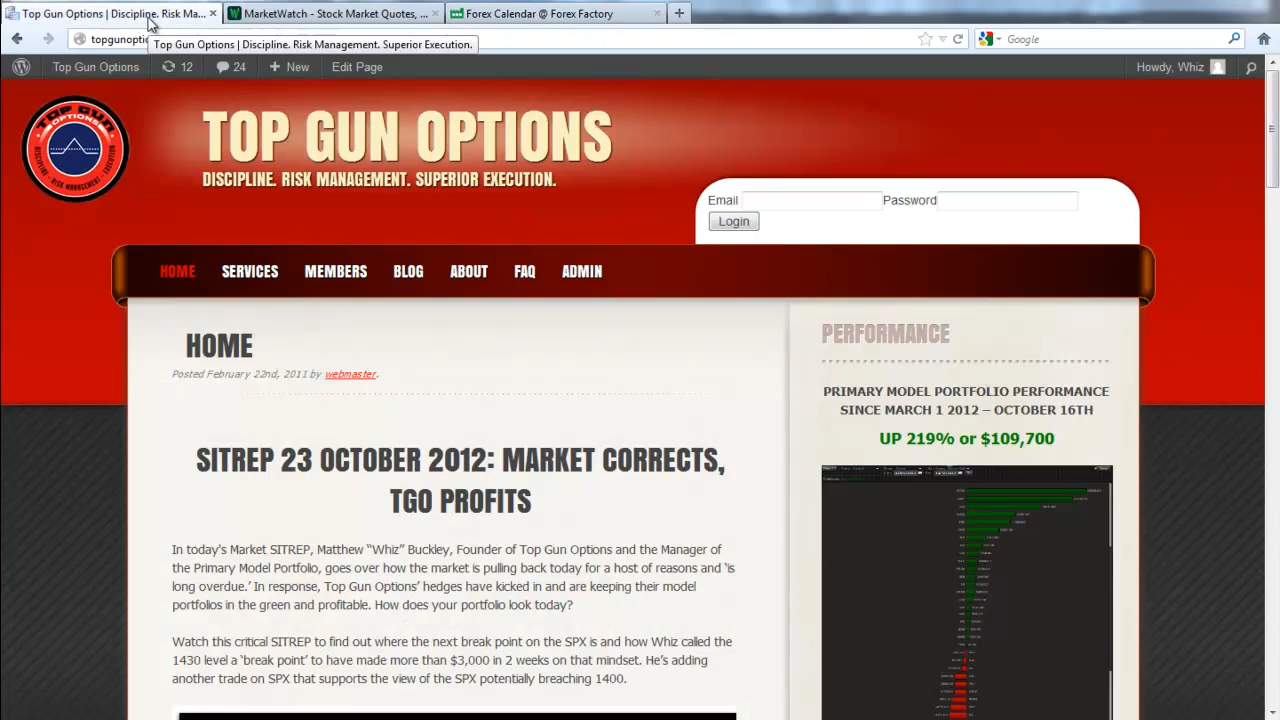 Top Gun Options | Discipline. Risk Ma...
MarketWatch - Stock Market Quotes, ...
Forex Calendar @ Forex Factory
topgunoptic
Top Gun Options | Discipline. Risk Management. Superior Execution.
Google
Top Gun Options
12
24
New
Edit Page
Howdy, Whiz
TOP GUN
OPTIONS
DISCIPLINE - RISK MANAGEMENT - EXECUTION
TOP GUN OPTIONS
DISCIPLINE. RISK MANAGEMENT. SUPERIOR EXECUTION.
Email
Password
Login
HOME
SERVICES
MEMBERS
BLOG
ABOUT
FAQ
ADMIN
HOME
Posted February 22nd, 2011 by webmaster.
SITREP 23 OCTOBER 2012: MARKET CORRECTS,
TGO PROFITS
In today's Market SITREP, Matthew “Whiz” Buckley, Founder of Top Gun Options and the Manager of
the Primary Model Portfolio, goes over how the market is pulling back today for a host of reasons and ‘is
long overdue.’ In response, Top Gun Options’ hedges have kicked in and are keeping their model
portfolios in the green and profitable. How does your portfolio look today?
Watch this critical SITREP to find out where the next break point in the SPX is and how Whiz called the
1430 level a ‘break point’ to have made more than $3,000 in 2 weeks on that mindset. He’s adding
another trade in SPX that supports the view of the SPX potentially breaching 1400.
PERFORMANCE
PRIMARY MODEL PORTFOLIO PERFORMANCE
SINCE MARCH 1 2012 – OCTOBER 16TH
UP 219% or $109,700